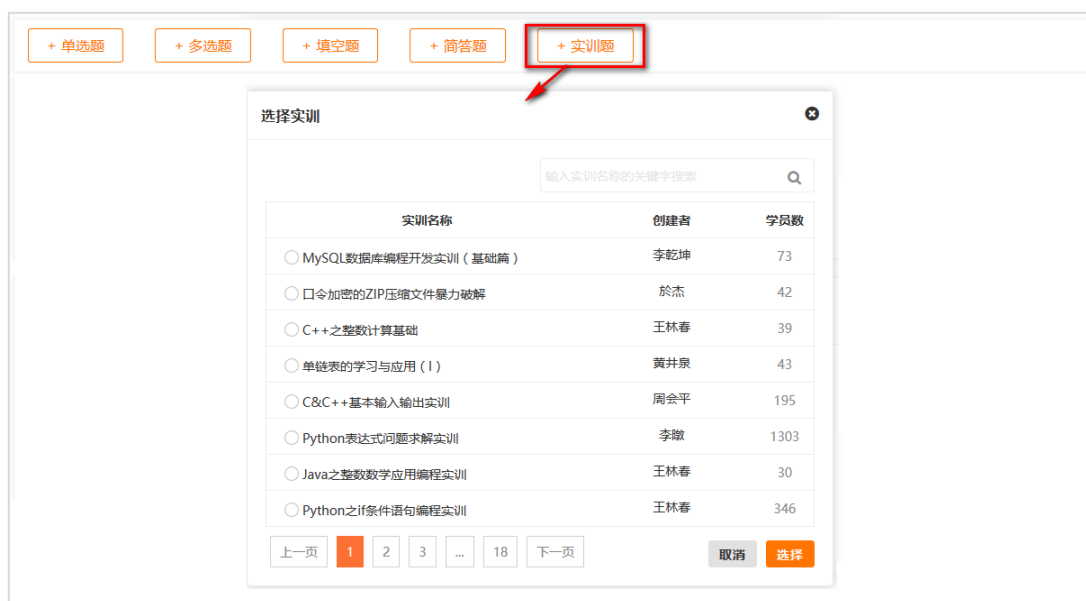 + 单选题 + 多选题 + 填空题 + 简答题 + 实训题
选择实训
输入实训名称的关键字搜索
实训名称 创建者 学员数
MySQL数据库编程开发实训（基础篇） 李乾坤 73
口令加密的ZIP压缩文件暴力破解 於杰 42
C++之整数计算基础 王林春 39
单链表的学习与应用 ( I ) 黄井泉 43
C&C++基本输入输出实训 周会平 195
Python表达式问题求解实训 李暾 1303
Java之整数数学应用编程实训 王林春 30
Python之if条件语句编程实训 王林春 346
上一页 1 2 3 ... 18 下一页 取消 选择